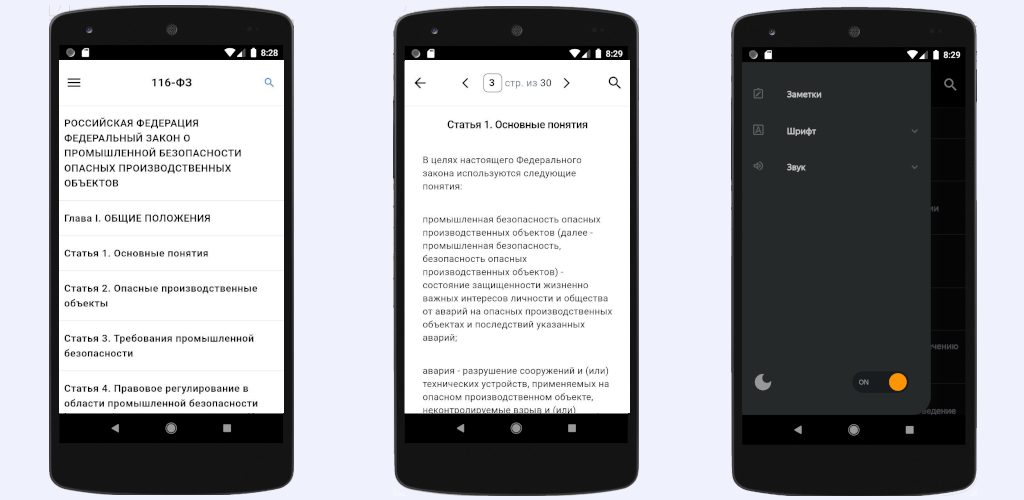 8:28
116-ФЗ
РОССИЙСКАЯ ФЕДЕРАЦИЯ
ФЕДЕРАЛЬНЫЙ ЗАКОН О
ПРОМЫШЛЕННОЙ БЕЗОПАСНОСТИ
ОПАСНЫХ ПРОИЗВОДСТВЕННЫХ
ОБЪЕКТОВ
Глава I. ОБЩИЕ ПОЛОЖЕНИЯ
Статья 1. Основные понятия
Статья 2. Опасные производственные
объекты
Статья 3. Требования промышленной
безопасности
Статья 4. Правовое регулирование в
области промышленной безопасности
8:29
3 стр. из 30
Статья 1. Основные понятия
В целях настоящего Федерального
закона используются следующие
понятия:
промышленная безопасность опасных
производственных объектов (далее -
промышленная безопасность,
безопасность опасных
производственных объектов) -
состояние защищенности жизненно
важных интересов личности и общества
от аварий на опасных производственных
объектах и последствий указанных
аварий;
авария - разрушение сооружений и (или)
технических устройств, применяемых на
опасном производственном объекте,
неконтролируемые взрыв и (или)
8:29
Заметки
Шрифт
Звук
ни
чению
ведение
ON